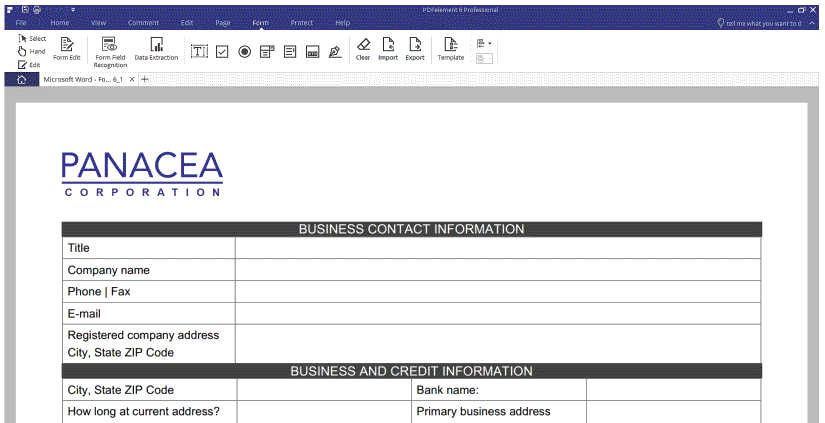 PDFelement 6 Professional
File Home View Comment Edit Page Form Protect Help tell me what you want to d
Select
Hand
Edit
Form Edit
Form Field
Recognition
Data Extraction
Clear Import Export Template
Microsoft Word - Fo... 6_1
PANACEA
CORPORATION
BUSINESS CONTACT INFORMATION
Title
Company name
Phone | Fax
E-mail
Registered company address
City, State ZIP Code
BUSINESS AND CREDIT INFORMATION
City, State ZIP Code Bank name:
How long at current address? Primary business address